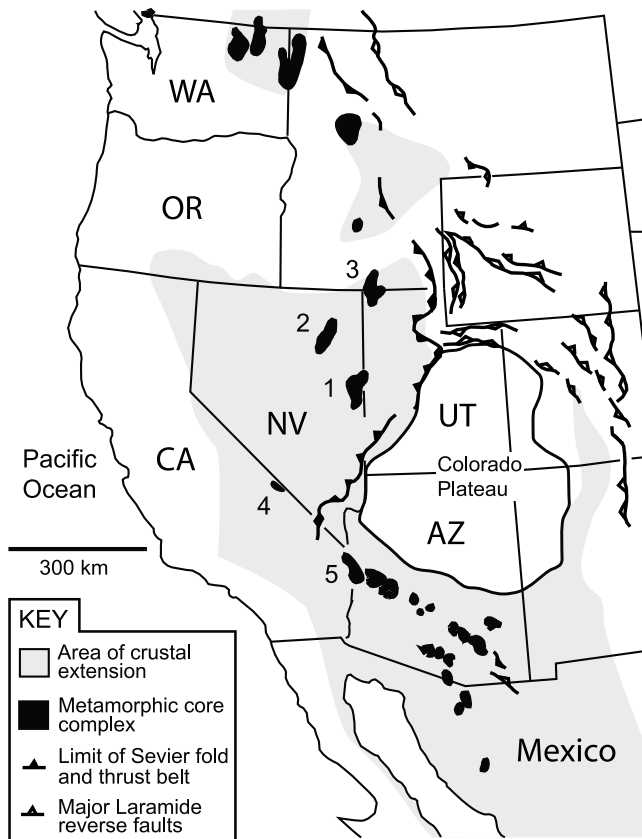 WA
OR
3
2
1
NV
UT
CA
Pacific
Ocean
Colorado
Plateau
4
AZ
300 km
5
KEY
Area of crustal
extension
Metamorphic core
complex
Limit of Sevier fold
and thrust belt
Major Laramide
reverse faults
Mexico